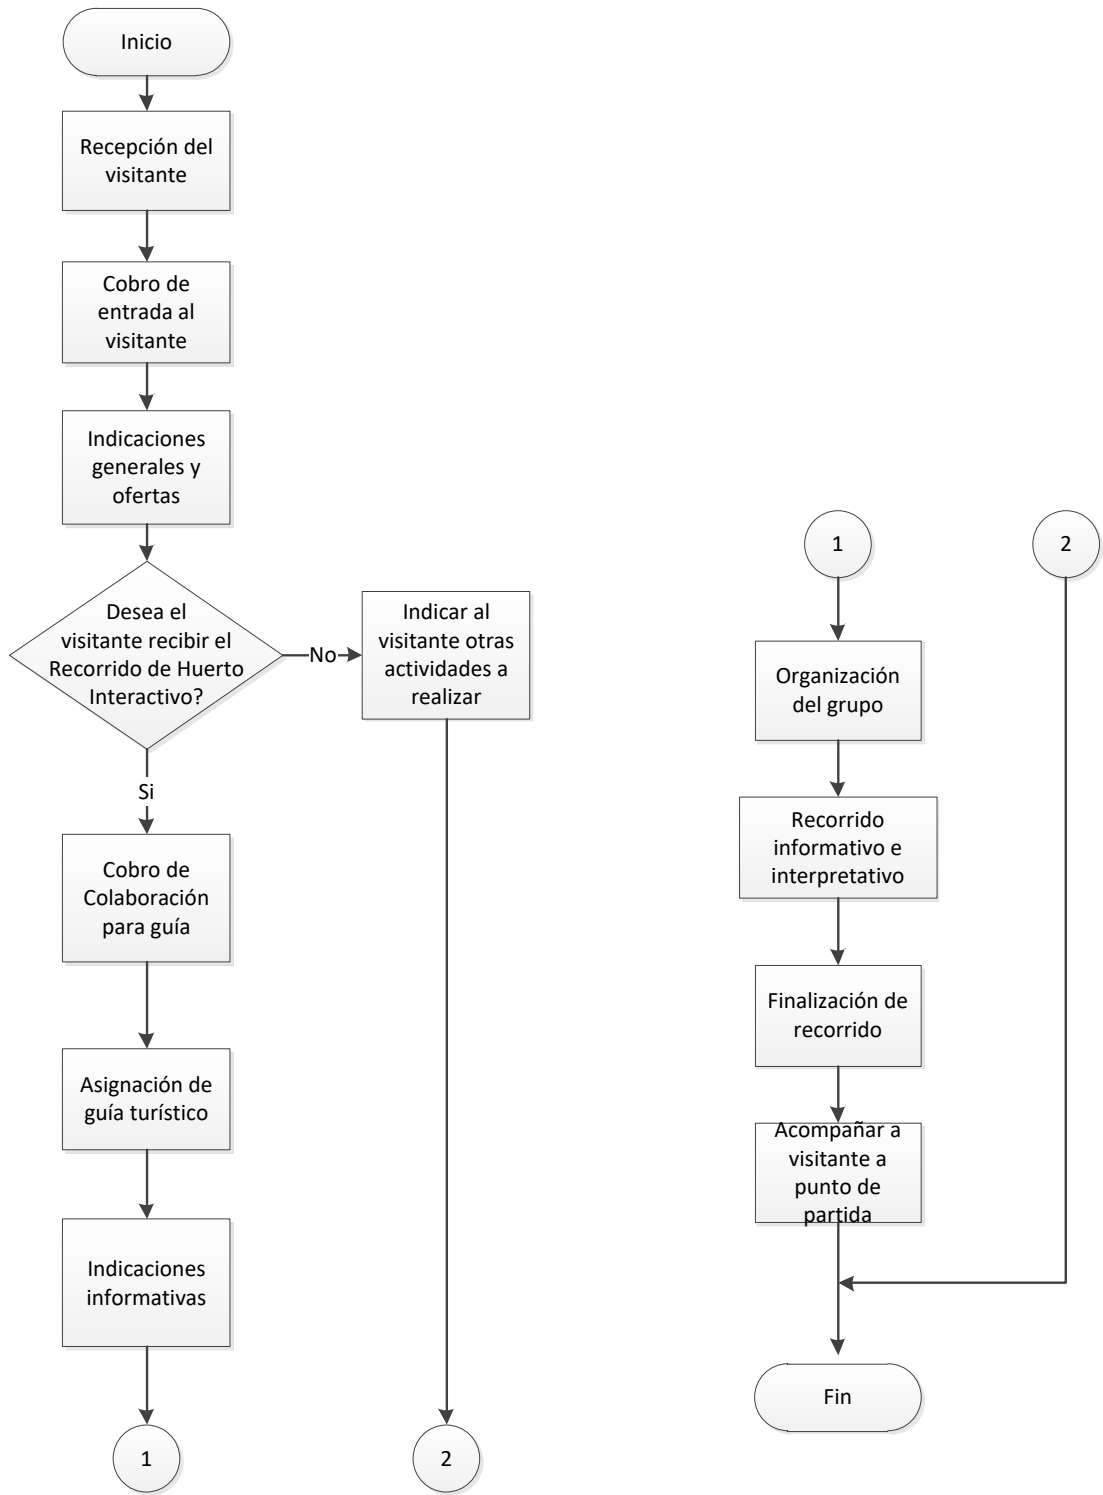 Inicio
Recepción del
visitante
Cobro de
entrada al
visitante
Indicaciones
generales y
ofertas
Desea el
visitante recibir el
Recorrido de Huerto
Interactivo?
No
Indicar al
visitante otras
actividades a
realizar
Si
Cobro de
Colaboración
para guía
Asignación de
guía turístico
Indicaciones
informativas
1
2
1
2
Organización
del grupo
Recorrido
informativo e
interpretativo
Finalización de
recorrido
Acompañar a
visitante a
punto de
partida
Fin